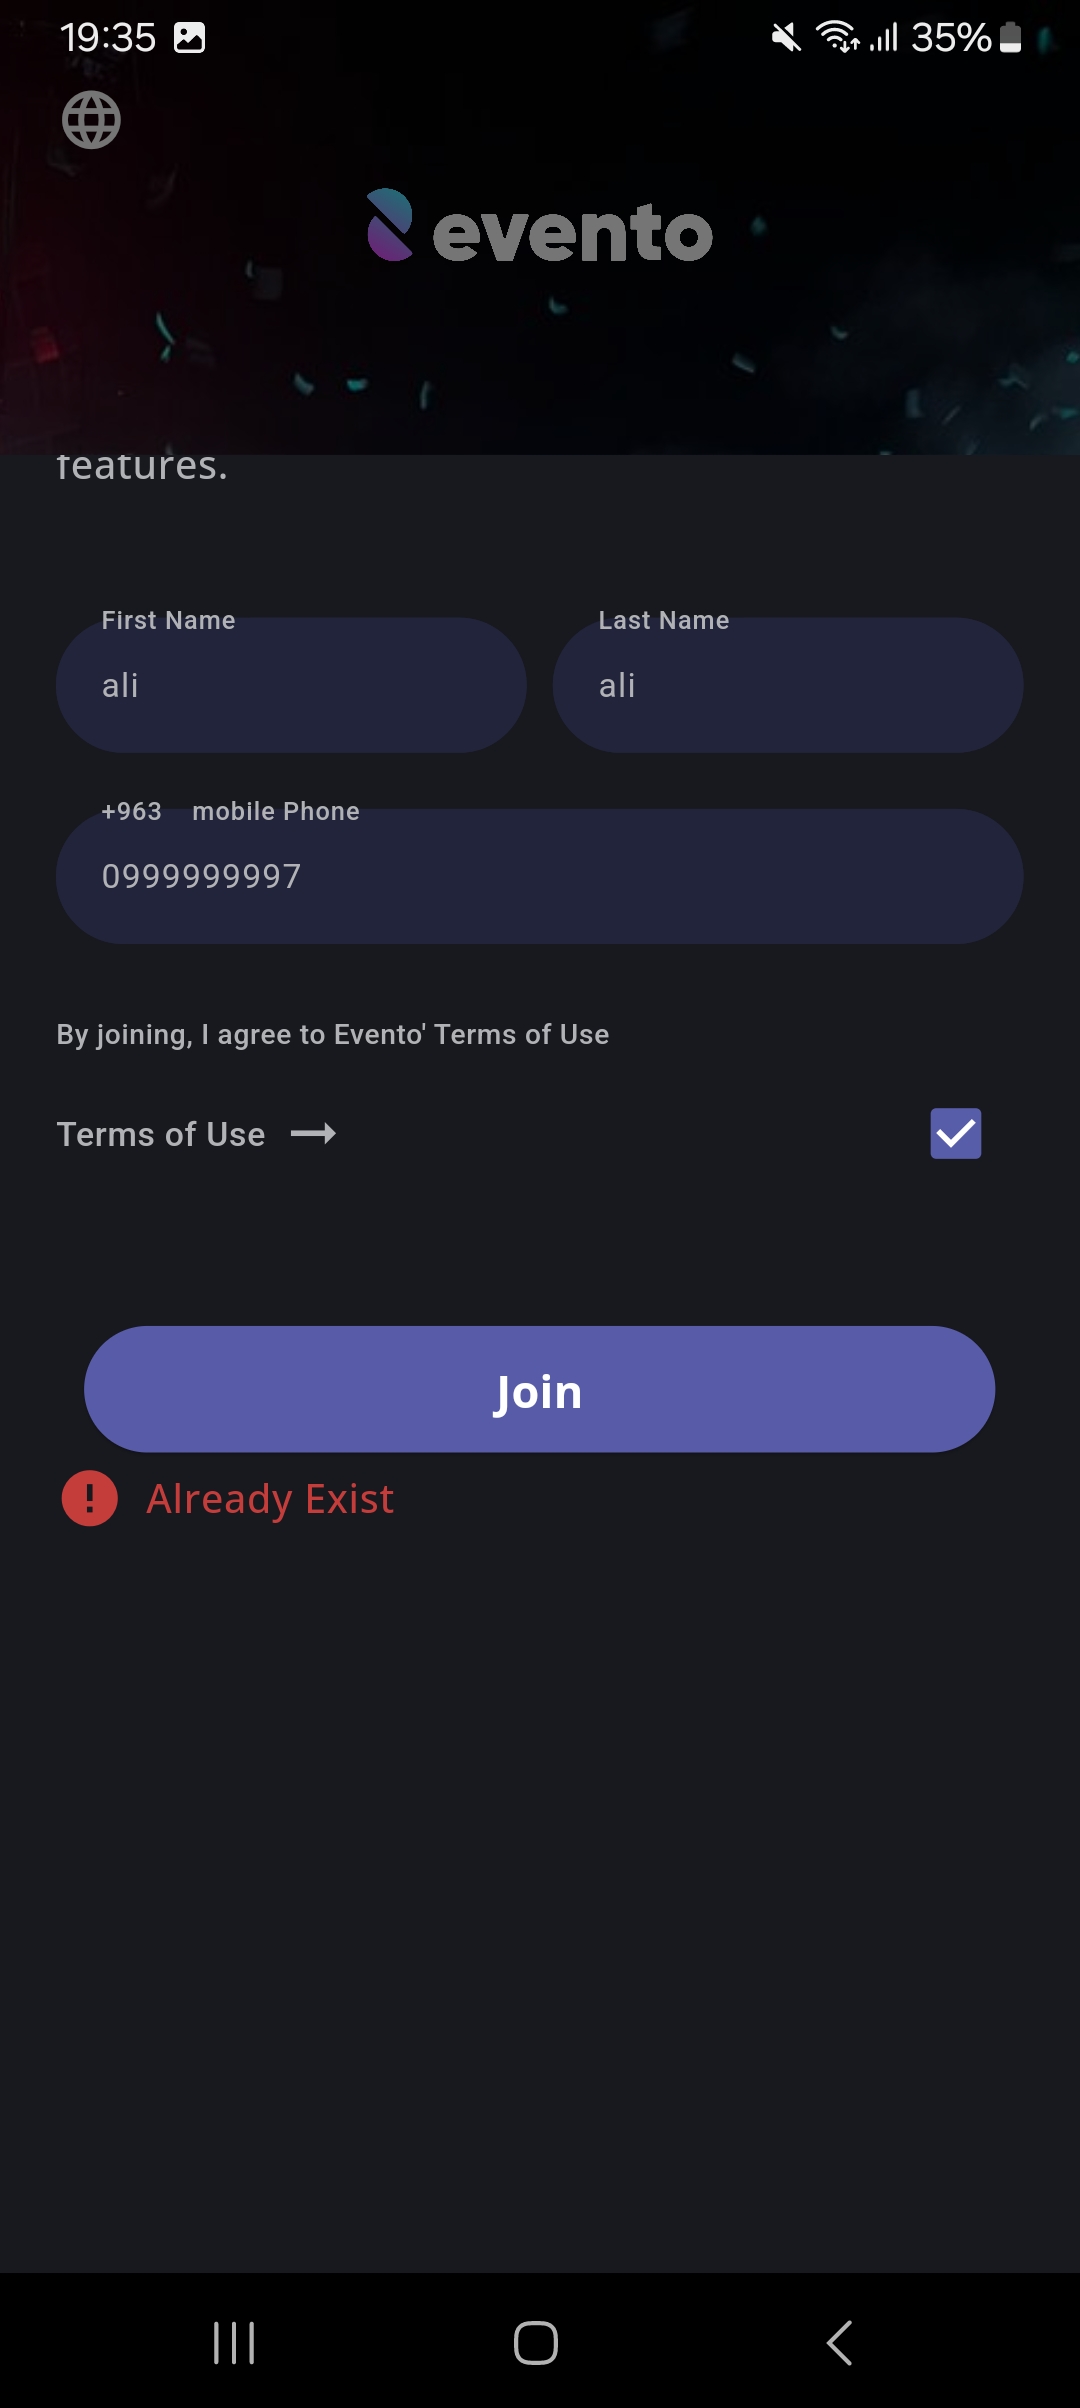 19:35
35%
evento
features.
First Name
Last Name
ali
ali
+963 mobile Phone
0999999997
By joining, I agree to Evento' Terms of Use
Terms of Use
Join
Already Exist